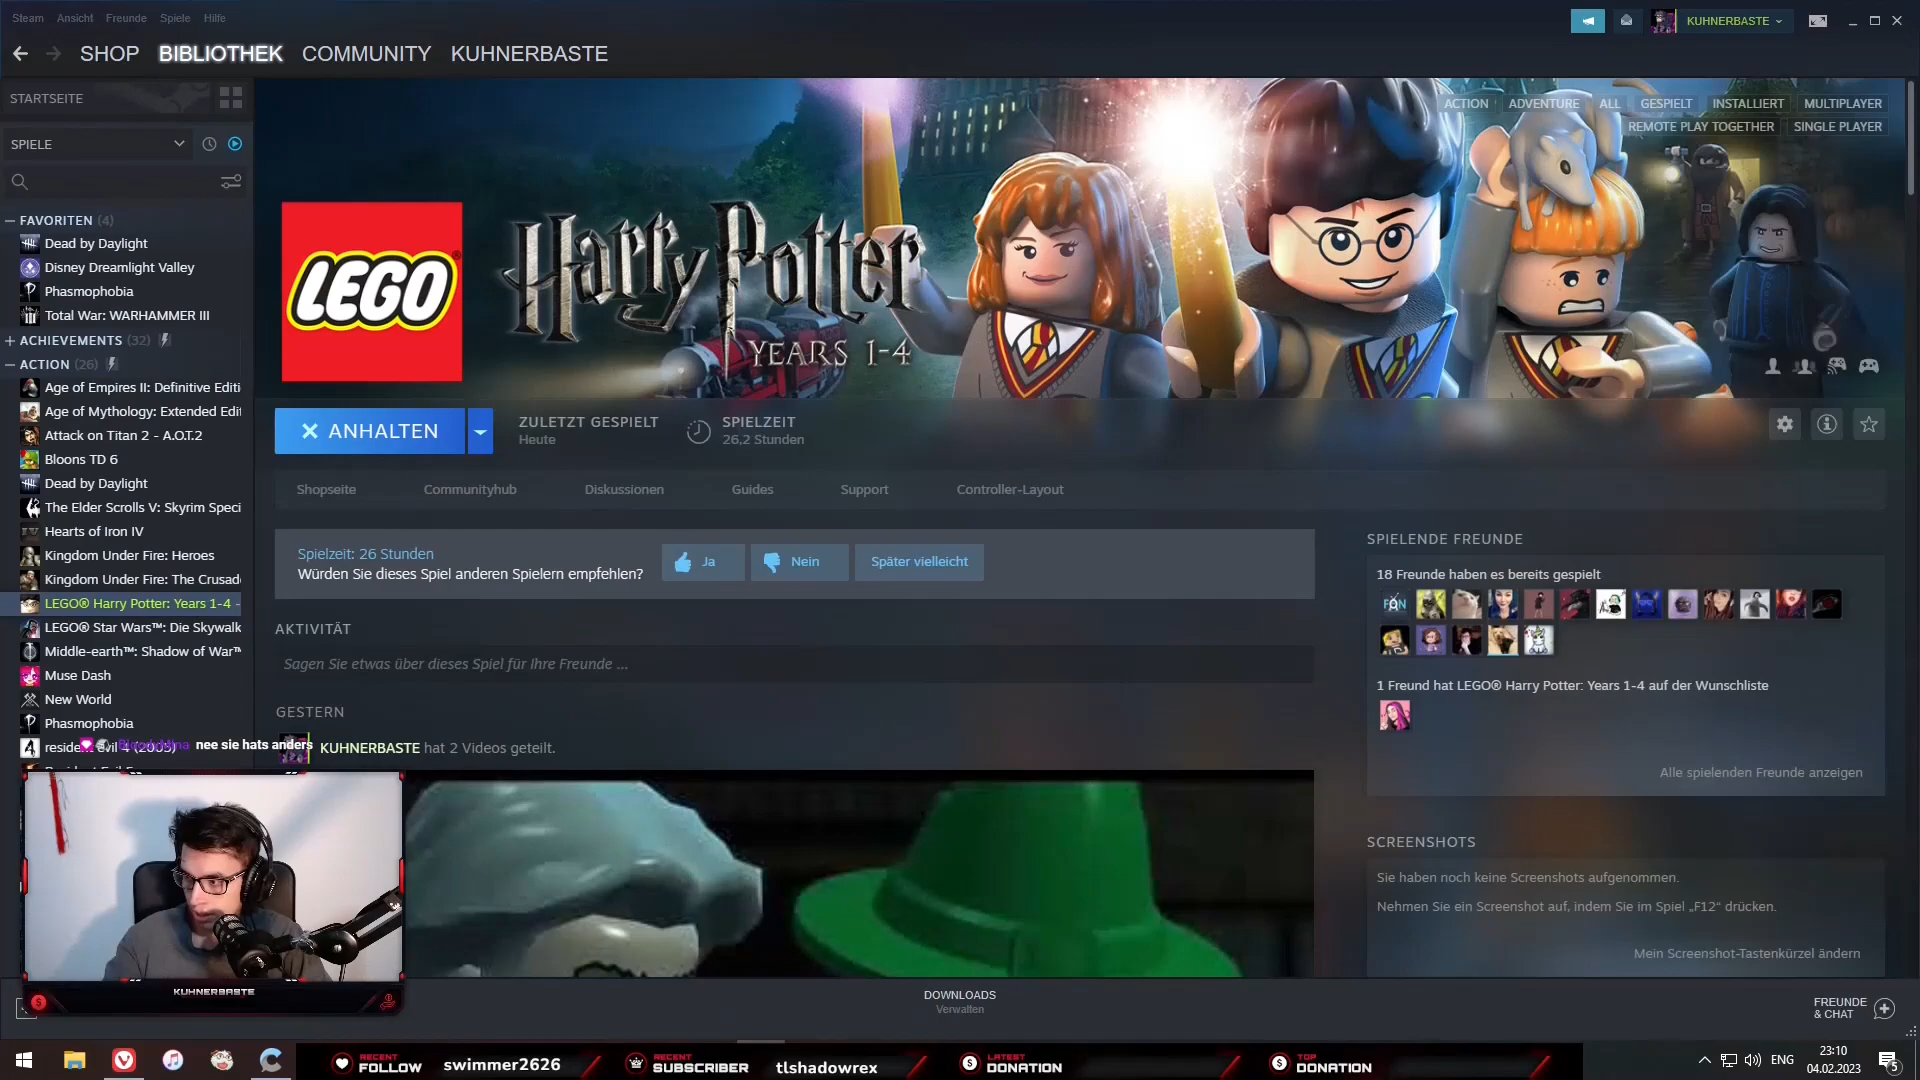 Steam Ansicht Freunde Spiele Hilfe
KUHNERBASTE
SHOP BIBLIOTHEK COMMUNITY KUHNERBASTE
STARTSEITE
SPIELE
FAVORITEN (4)
Dead by Daylight
Disney Dreamlight Valley
Phasmophobia
Total War: WARHAMMER III
ACHIEVEMENTS (32)
ACTION (26)
Age of Empires II: Definitive Editi
Age of Mythology: Extended Edit
Attack on Titan 2 - A.O.T.2
Bloons TD 6
Dead by Daylight
The Elder Scrolls V: Skyrim Speci
Hearts of Iron IV
Kingdom Under Fire: Heroes
Kingdom Under Fire: The Crusade
LEGO® Harry Potter: Years 1-4 -
LEGO® Star Wars™: Die Skywalk
Middle-earth™: Shadow of War™
Muse Dash
New World
Phasmophobia
BloodyMina nee sie hats anders
ACTION ADVENTURE ALL GESPIELT INSTALLIERT MULTIPLAYER
REMOTE PLAY TOGETHER SINGLE PLAYER
LEGO®
Harry Potter
YEARS 1-4
ANHALTEN
ZULETZT GESPIELT
Heute
SPIELZEIT
26,2 Stunden
Shopseite Communityhub Diskussionen Guides Support Controller-Layout
Spielzeit: 26 Stunden
Würden Sie dieses Spiel anderen Spielern empfehlen?
Ja Nein Später vielleicht
AKTIVITÄT
Sagen Sie etwas über dieses Spiel für Ihre Freunde ...
GESTERN
KUHNERBASTE hat 2 Videos geteilt.
SPIELENDE FREUNDE
18 Freunde haben es bereits gespielt
1 Freund hat LEGO® Harry Potter: Years 1-4 auf der Wunschliste
Alle spielenden Freunde anzeigen
SCREENSHOTS
Sie haben noch keine Screenshots aufgenommen.
Nehmen Sie ein Screenshot auf, indem Sie im Spiel „F12“ drücken.
Mein Screenshot-Tastenkürzel ändern
KUHNERBASTE
DOWNLOADS
Verwalten
FREUNDE
& CHAT
RECENT
FOLLOW
swimmer2626
RECENT
SUBSCRIBER
tlshadowrex
LATEST
DONATION
TOP
DONATION
ENG
23:10
04.02.2023
5